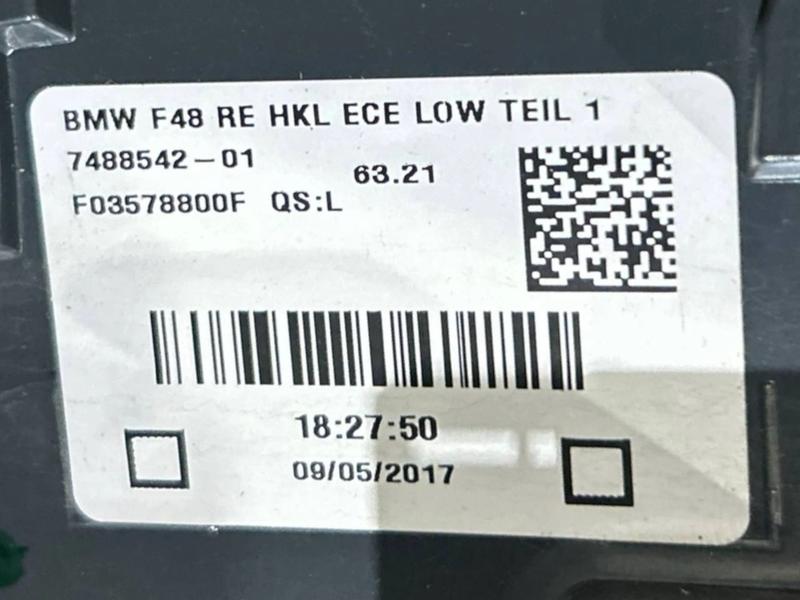 BMW F48 RE HKL ECE LOW TEIL 1
7488542-01
63.21
F03578800F QS:L
18:27:50
09/05/2017